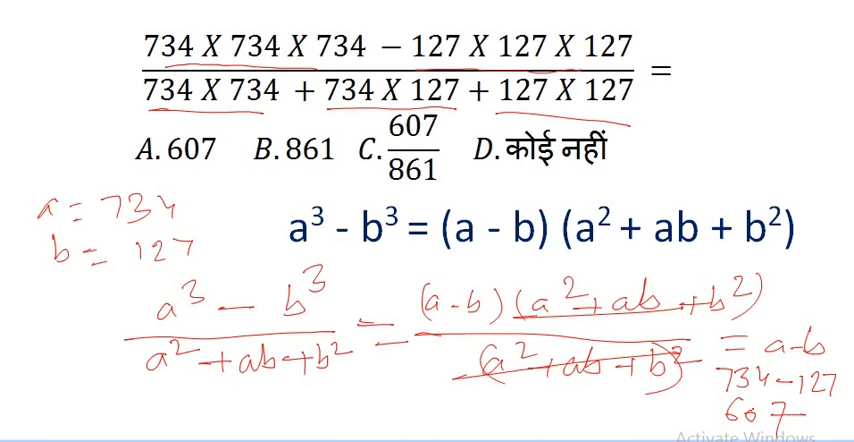 734 X 734 X 734 − 127 X 127 X 127
734 X 734 + 734 X 127 + 127 X 127 =
A. 607 B. 861 C. 607/861 D. कोई नहीं
a = 734
b = 127
a³ - b³ = (a - b) (a² + ab + b²)
a³ − b³ = (a-b) (a² + ab + b²)
a² + ab + b² (a² + ab + b)² = a-b
734 - 127
607
Activate Windows